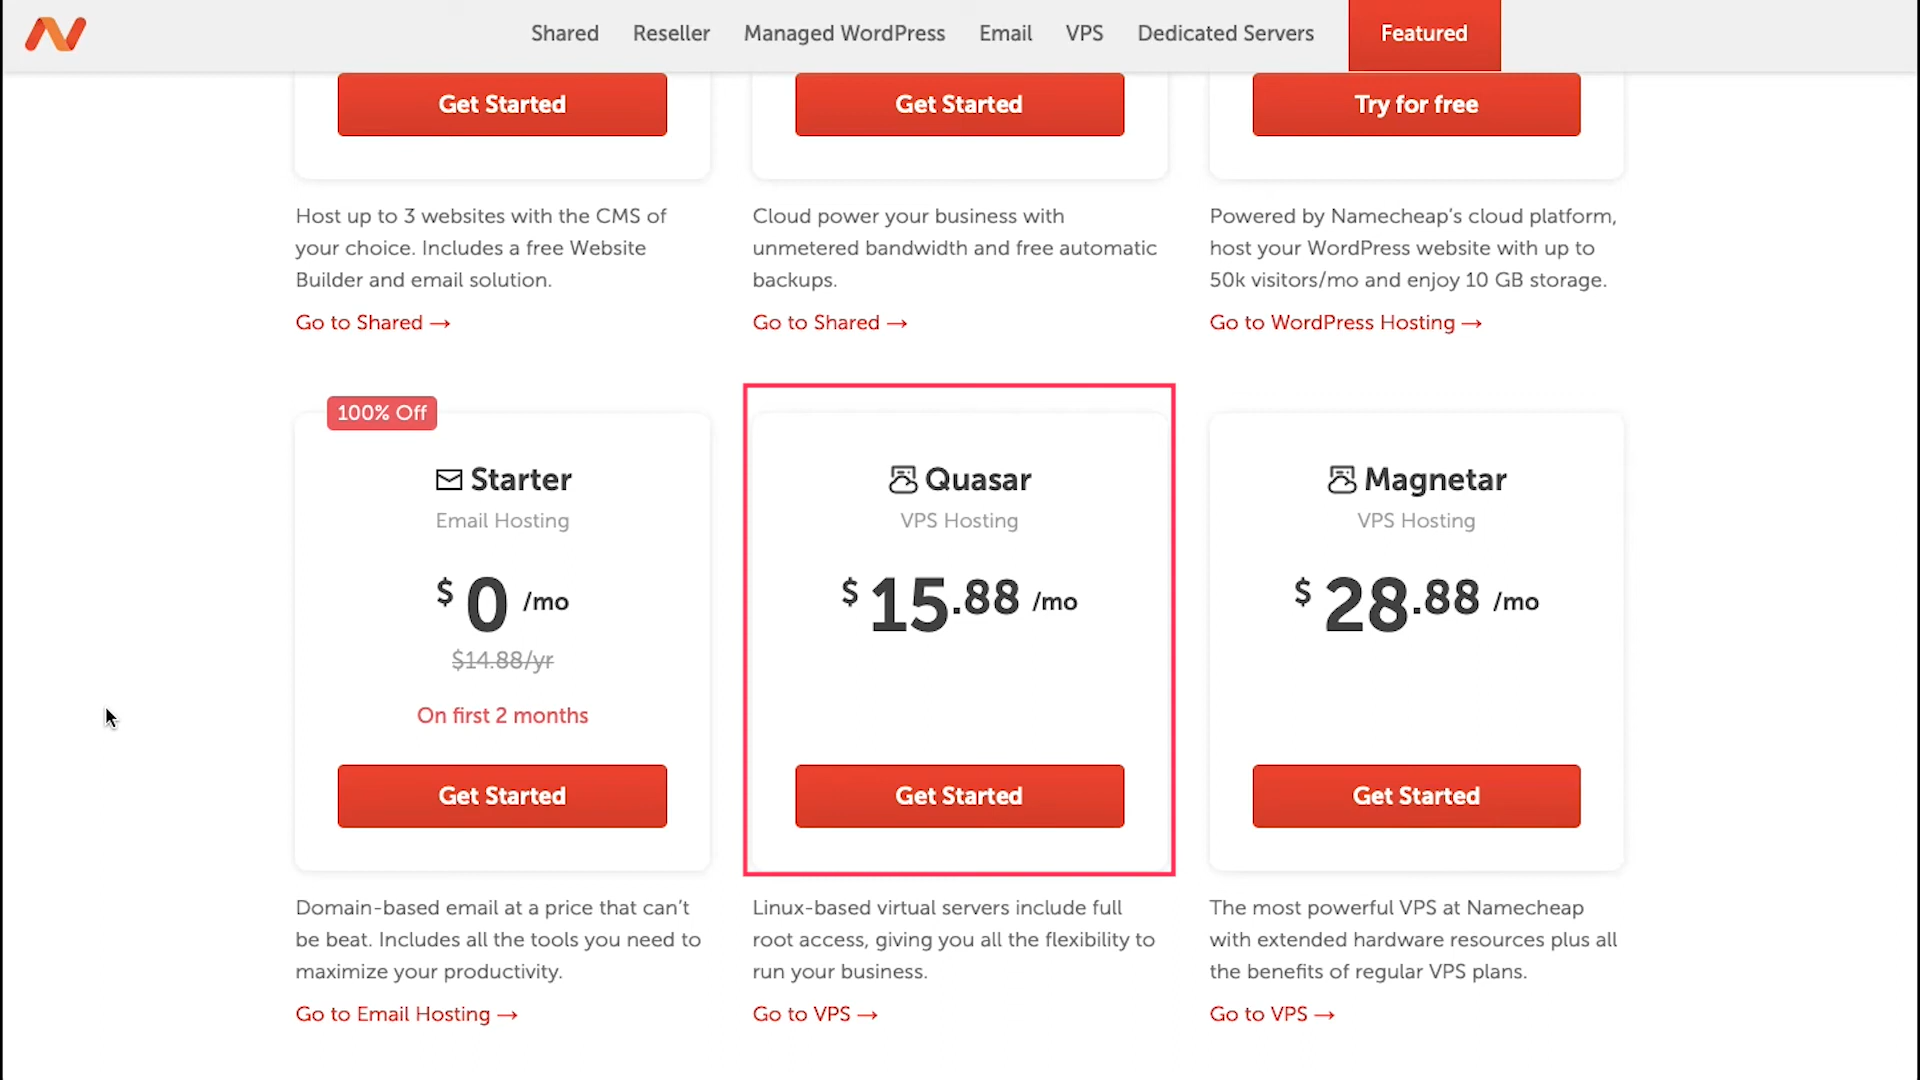 Shared Reseller Managed WordPress Email VPS Dedicated Servers Featured
Get Started
Get Started
Try for free
Host up to 3 websites with the CMS of
your choice. Includes a free Website
Builder and email solution.
Go to Shared →
Cloud power your business with
unmetered bandwidth and free automatic
backups.
Go to Shared →
Powered by Namecheap’s cloud platform,
host your WordPress website with up to
50k visitors/mo and enjoy 10 GB storage.
Go to WordPress Hosting →
100% Off
Starter
Email Hosting
$ 0 /mo
$14.88/yr
On first 2 months
Get Started
Domain-based email at a price that can’t
be beat. Includes all the tools you need to
maximize your productivity.
Go to Email Hosting →
Quasar
VPS Hosting
$ 15.88 /mo
Get Started
Linux-based virtual servers include full
root access, giving you all the flexibility to
run your business.
Go to VPS →
Magnetar
VPS Hosting
$ 28.88 /mo
Get Started
The most powerful VPS at Namecheap
with extended hardware resources plus all
the benefits of regular VPS plans.
Go to VPS →